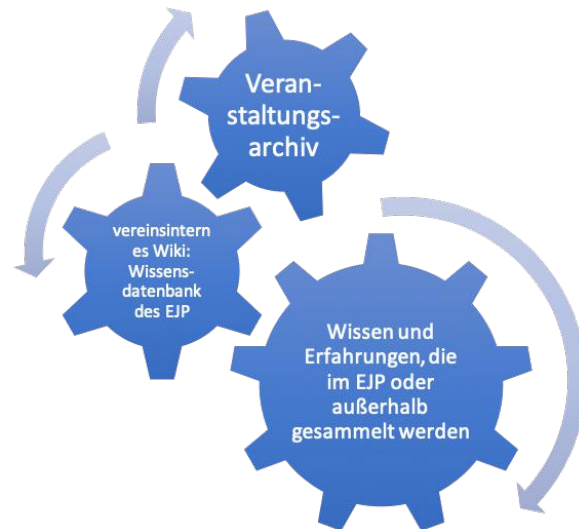 Veran-
staltungs-
archiv
vereinsintern
es Wiki:
Wissens-
datenbank
des EJP
Wissen und
Erfahrungen, die
im EJP oder
außerhalb
gesammelt werden